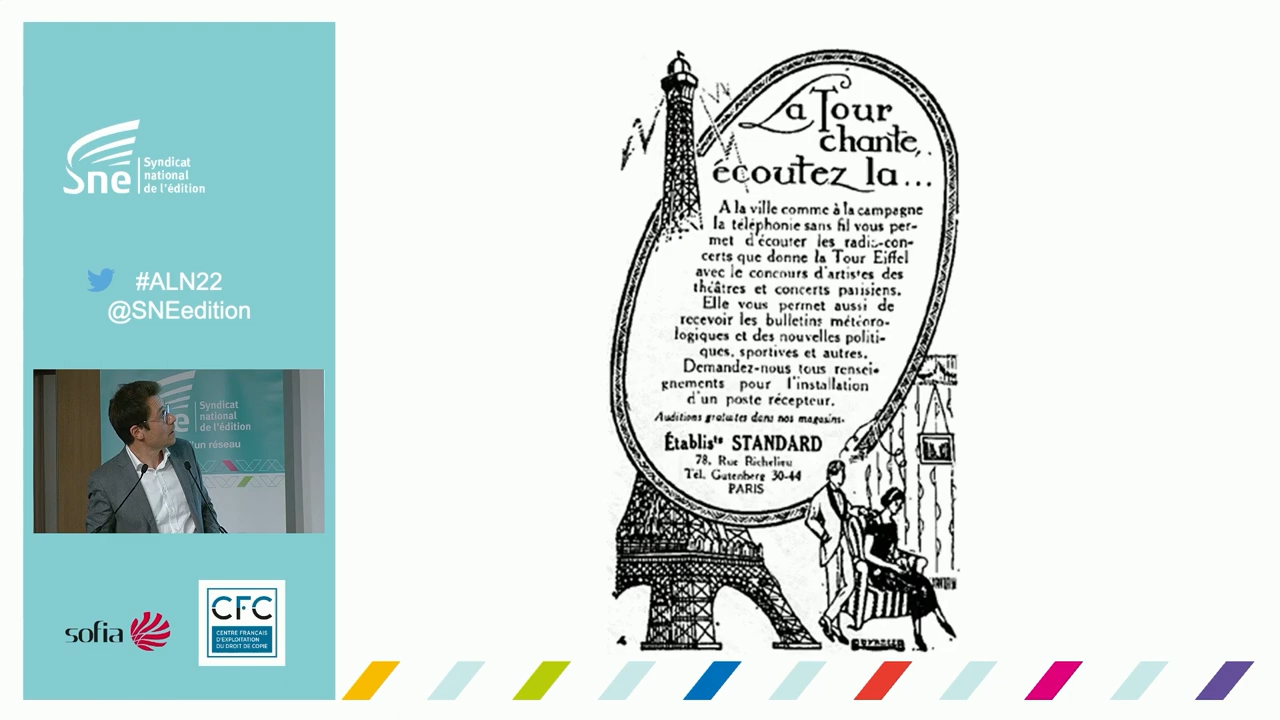 Sne
Syndicat
national
de l'édition
#ALN22
@SNEedition
Syndicat
national
de l'édition
un réseau
sofia
CFC
CENTRE FRANÇAIS
D'EXPLOITATION
DU DROIT DE COPIE
La Tour
chante,
écoutez la...
A la ville comme à la campagne
la téléphonie sans fil vous per-
met d'écouter les radio-con-
certs que donne la Tour Eiffel
avec le concours d'artistes des
théâtres et concerts parisiens.
Elle vous permet aussi de
recevoir les bulletins météoro-
logiques et des nouvelles politi-
ques, sportives et autres.
Demandez-nous tous rensei-
gnements pour l'installation
d'un poste récepteur.
Auditions gratuites dans nos magasins.
Établis^ts STANDARD
78, Rue Richelieu
Tél. Gutenberg 30-44
PARIS
4